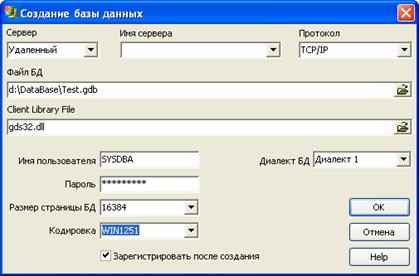 Создание базы данных
Сервер Имя сервера Протокол
Удаленный TCP/IP
Файл БД
d:\DataBase\Test.gdb
Client Library File
gds32.dll
Имя пользователя SYSDBA Диалект БД Диалект 1
Пароль *********
Размер страницы БД 16384 OK
Кодировка WIN1251 Отмена
Зарегистрировать после создания Help